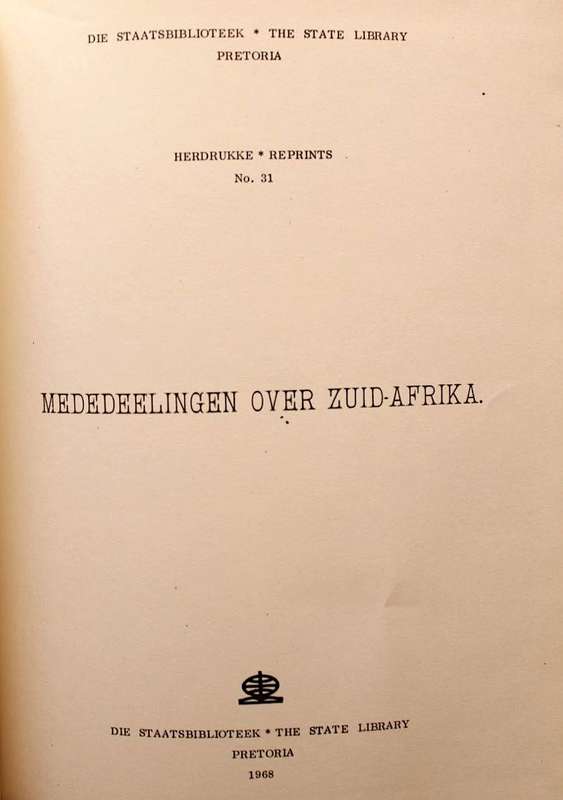 DIE STAATSBIBLIOTEEK * THE STATE LIBRARY
PRETORIA
HERDRUKKE * REPRINTS
No. 31
MEDEDEELINGEN OVER ZUID-AFRIKA.
DIE STAATSBIBLIOTEEK * THE STATE LIBRARY
PRETORIA
1968